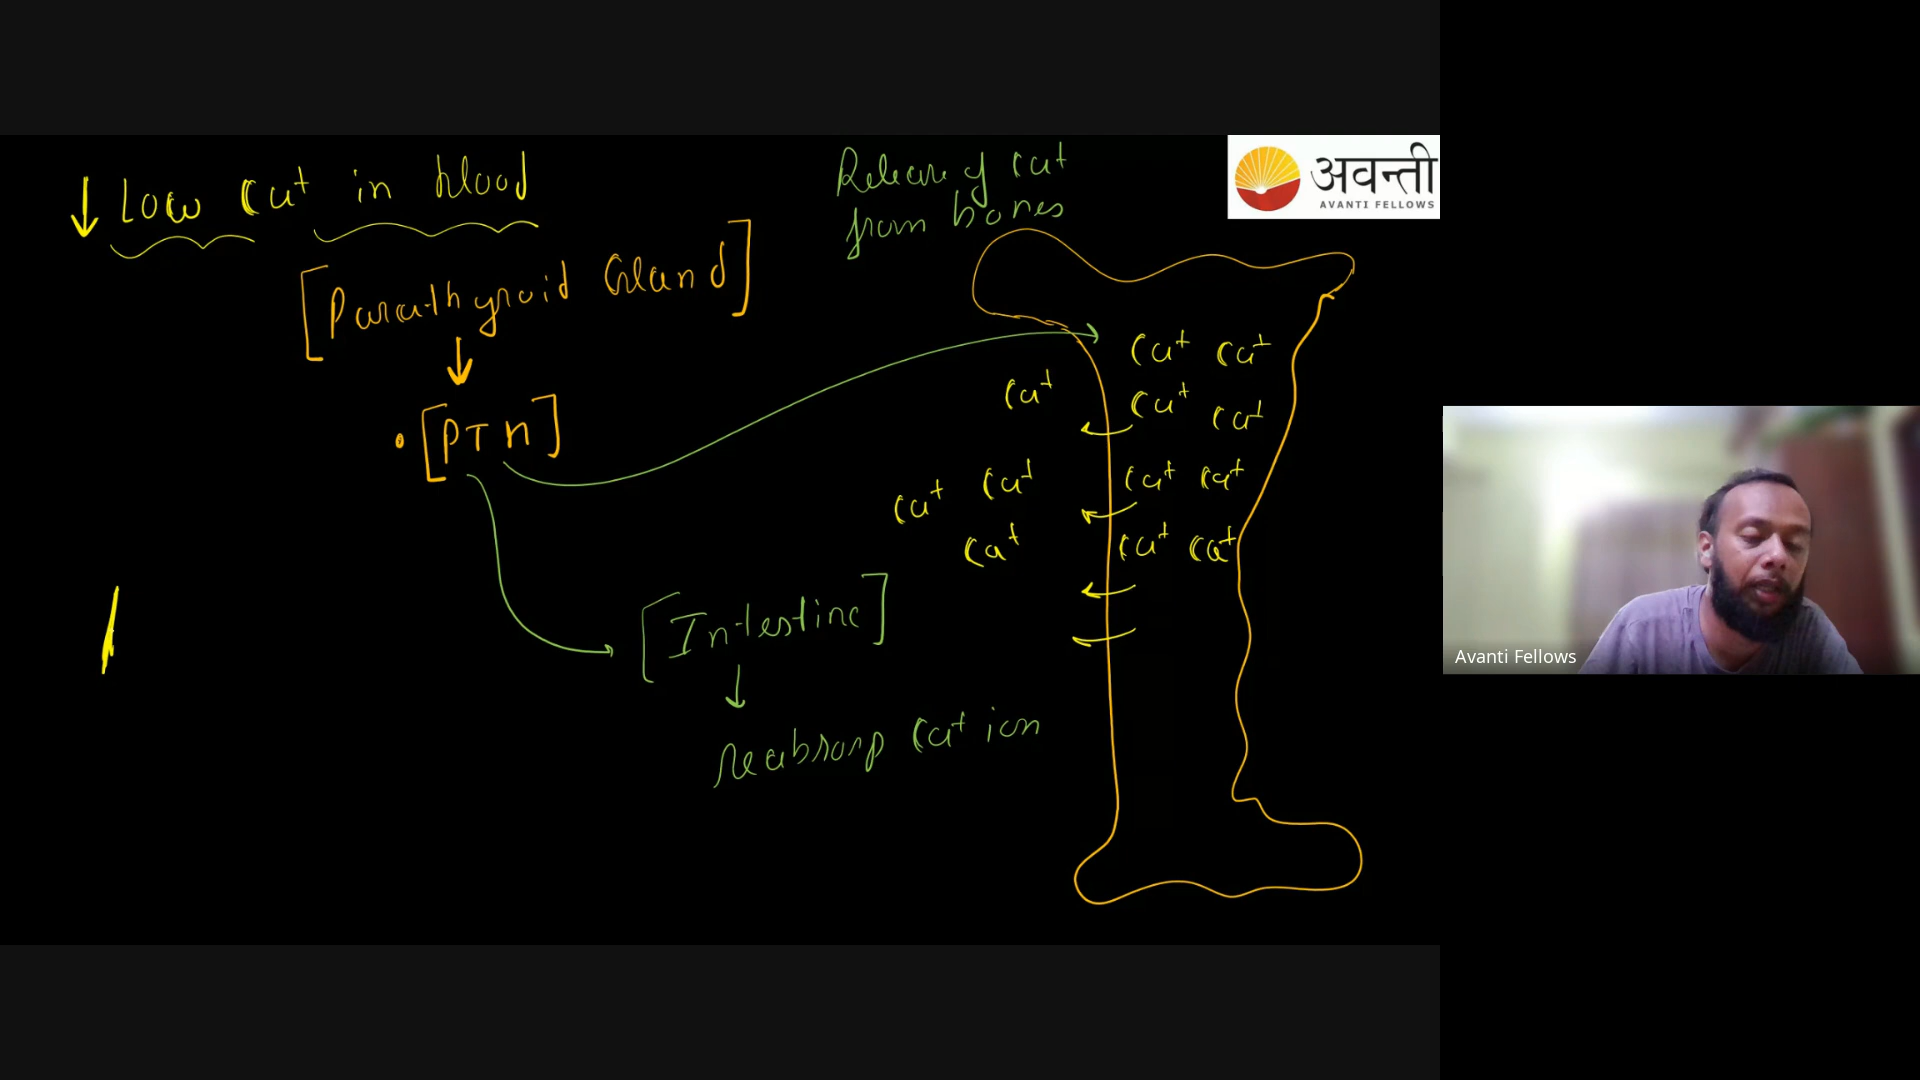 ↓ Low Ca+ in blood
[Parathyroid Gland]
↓
• [PTH]
Release of Ca+
from bones
अवन्ती
AVANTI FELLOWS
Ca+ Ca+
Ca+ Ca+ Ca+
Ca+ Ca+ Ca+ Ca+
Ca+ Ca+ Ca+
[Intestine]
↓
Reabsorp Ca+ ion
Avanti Fellows